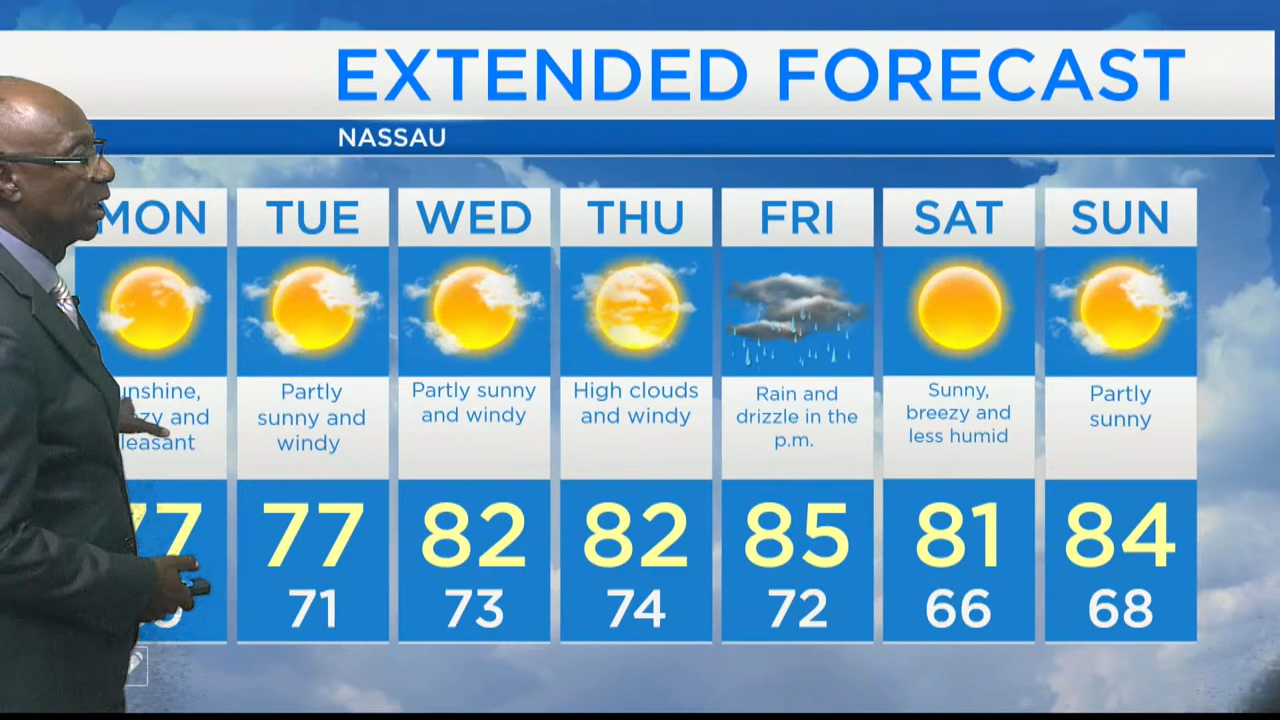 EXTENDED FORECAST
NASSAU
MON
TUE
WED
THU
FRI
SAT
SUN
and
Partly
sunny and
windy
Partly sunny
and windy
High clouds
and windy
Rain and
drizzle in the
p.m.
Sunny,
breezy and
less humid
Partly
sunny
77
77
82
82
85
81
84
71
73
74
72
66
68